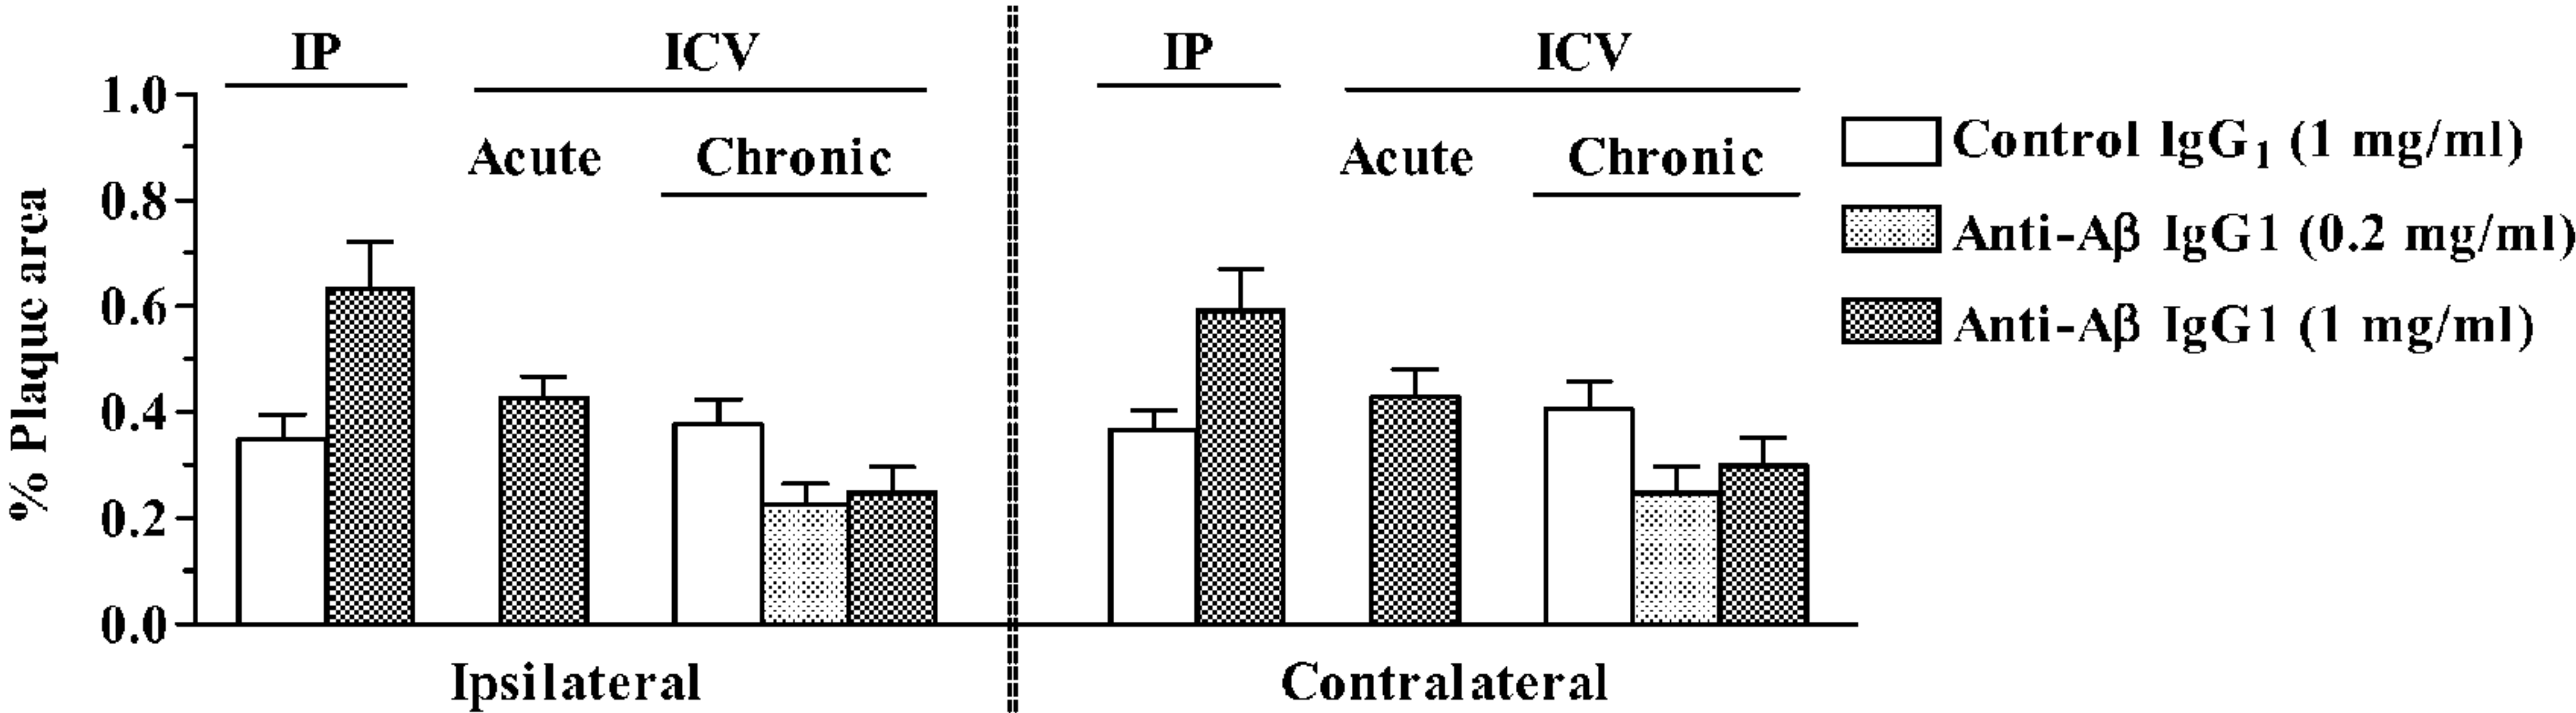 IP ICV IP ICV
Acute Chronic Acute Chronic
1.0
0.8
0.6
0.4
0.2
0.0
% Plaque area
Ipsilateral Contralateral
Control IgG₁ (1 mg/ml)
Anti-Aβ IgG1 (0.2 mg/ml)
Anti-Aβ IgG1 (1 mg/ml)